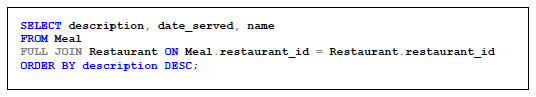 SELECT description, date_served, name
FROM Meal
FULL JOIN Restaurant ON Meal.restaurant_id = Restaurant.restaurant_id
ORDER BY description DESC;